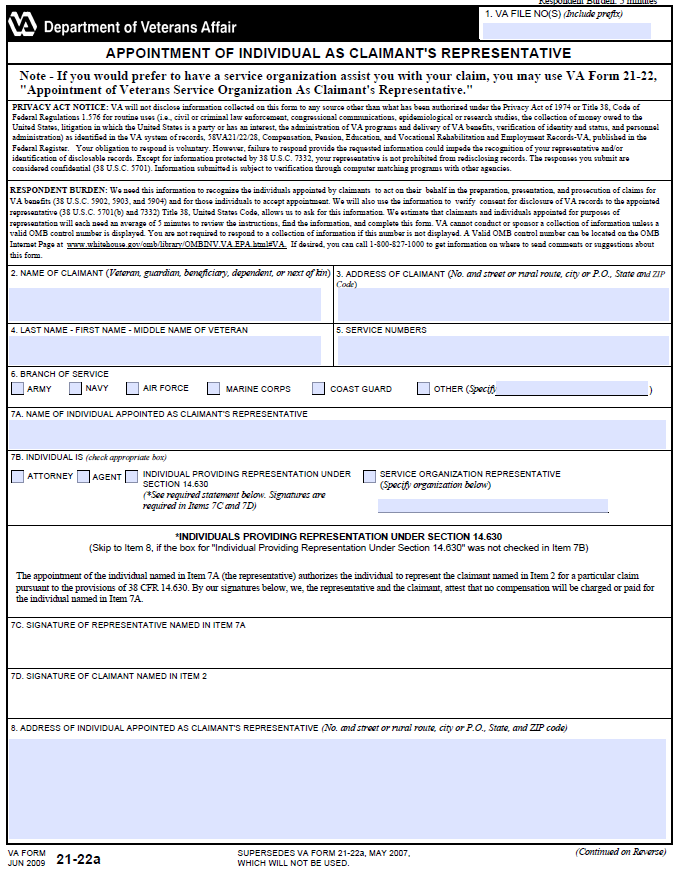 Respondent Burden: 5 minutes
VA Department of Veterans Affair
1. VA FILE NO(S) (Include prefix)
APPOINTMENT OF INDIVIDUAL AS CLAIMANT'S REPRESENTATIVE
Note - If you would prefer to have a service organization assist you with your claim, you may use VA Form 21-22,
"Appointment of Veterans Service Organization As Claimant's Representative."
PRIVACY ACT NOTICE: VA will not disclose information collected on this form to any source other than what has been authorized under the Privacy Act of 1974 or Title 38, Code of
Federal Regulations 1.576 for routine uses (i.e., civil or criminal law enforcement, congressional communications, epidemiological or research studies, the collection of money owed to the
United States, litigation in which the United States is a party or has an interest, the administration of VA programs and delivery of VA benefits, verification of identity and status, and personnel
administration) as identified in the VA system of records, 58VA21/22/28, Compensation, Pension, Education, and Vocational Rehabilitation and Employment Records-VA, published in the
Federal Register. Your obligation to respond is voluntary. However, failure to respond provide the requested information could impede the recognition of your representative and/or
identification of disclosable records. Except for information protected by 38 U.S.C. 7332, your representative is not prohibited from redisclosing records. The responses you submit are
considered confidential (38 U.S.C. 5701). Information submitted is subject to verification through computer matching programs with other agencies.
RESPONDENT BURDEN: We need this information to recognize the individuals appointed by claimants to act on their behalf in the preparation, presentation, and prosecution of claims for
VA benefits (38 U.S.C. 5902, 5903, and 5904) and for those individuals to accept appointment. We will also use the information to verify consent for disclosure of VA records to the appointed
representative (38 U.S.C. 5701(b) and 7332) Title 38, United States Code, allows us to ask for this information. We estimate that claimants and individuals appointed for purposes of
representation will each need an average of 5 minutes to review the instructions, find the information, and complete this form. VA cannot conduct or sponsor a collection of information unless a
valid OMB control number is displayed. You are not required to respond to a collection of information if this number is not displayed. A Valid OMB control number can be located on the OMB
Internet Page at www.whitehouse.gov/omb/library/OMBINV.VA.EPA.html#VA. If desired, you can call 1-800-827-1000 to get information on where to send comments or suggestions about
this form.
2. NAME OF CLAIMANT (Veteran, guardian, beneficiary, dependent, or next of kin)
3. ADDRESS OF CLAIMANT (No. and street or rural route, city or P.O., State and ZIP
Code)
4. LAST NAME - FIRST NAME - MIDDLE NAME OF VETERAN
5. SERVICE NUMBERS
6. BRANCH OF SERVICE
ARMY NAVY AIR FORCE MARINE CORPS COAST GUARD OTHER (Specify )
7A. NAME OF INDIVIDUAL APPOINTED AS CLAIMANT'S REPRESENTATIVE
7B. INDIVIDUAL IS (check appropriate box)
ATTORNEY AGENT INDIVIDUAL PROVIDING REPRESENTATION UNDER
SECTION 14.630
(*See required statement below. Signatures are
required in Items 7C and 7D)
SERVICE ORGANIZATION REPRESENTATIVE
(Specify organization below)
*INDIVIDUALS PROVIDING REPRESENTATION UNDER SECTION 14.630
(Skip to Item 8, if the box for "Individual Providing Representation Under Section 14.630" was not checked in Item 7B)
The appointment of the individual named in Item 7A (the representative) authorizes the individual to represent the claimant named in Item 2 for a particular claim
pursuant to the provisions of 38 CFR 14.630. By our signatures below, we, the representative and the claimant, attest that no compensation will be charged or paid for
the individual named in Item 7A.
7C. SIGNATURE OF REPRESENTATIVE NAMED IN ITEM 7A
7D. SIGNATURE OF CLAIMANT NAMED IN ITEM 2
8. ADDRESS OF INDIVIDUAL APPOINTED AS CLAIMANT'S REPRESENTATIVE (No. and street or rural route, city or P.O., State, and ZIP code)
VA FORM
JUN 2009 21-22a
SUPERSEDES VA FORM 21-22a, MAY 2007,
WHICH WILL NOT BE USED.
(Continued on Reverse)